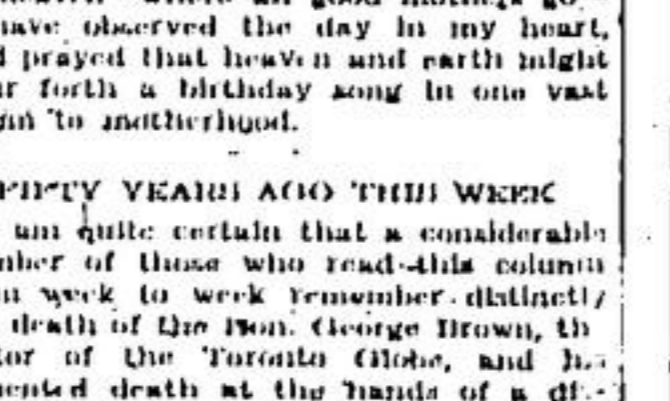 have observed the day in my heart,
prayed that heaven and earth might
forth a birthday song in one vast
to motherhood.
FIFTY YEARS AGO THIS WEEK
am quite certain that a considerable
of those who read this column
week to week remember distinctly
death of the Hon. George Brown, th
of the Toronto Globe, and
death at the hands of a